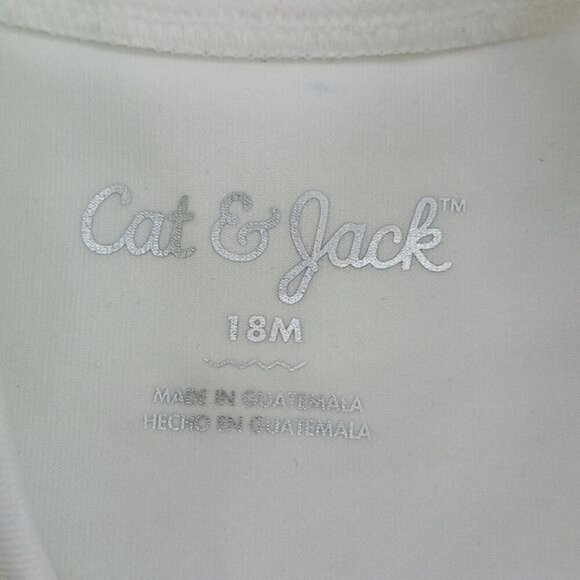 Cat & Jack™
18M
MADE IN GUATEMALA
HECHO EN GUATEMALA